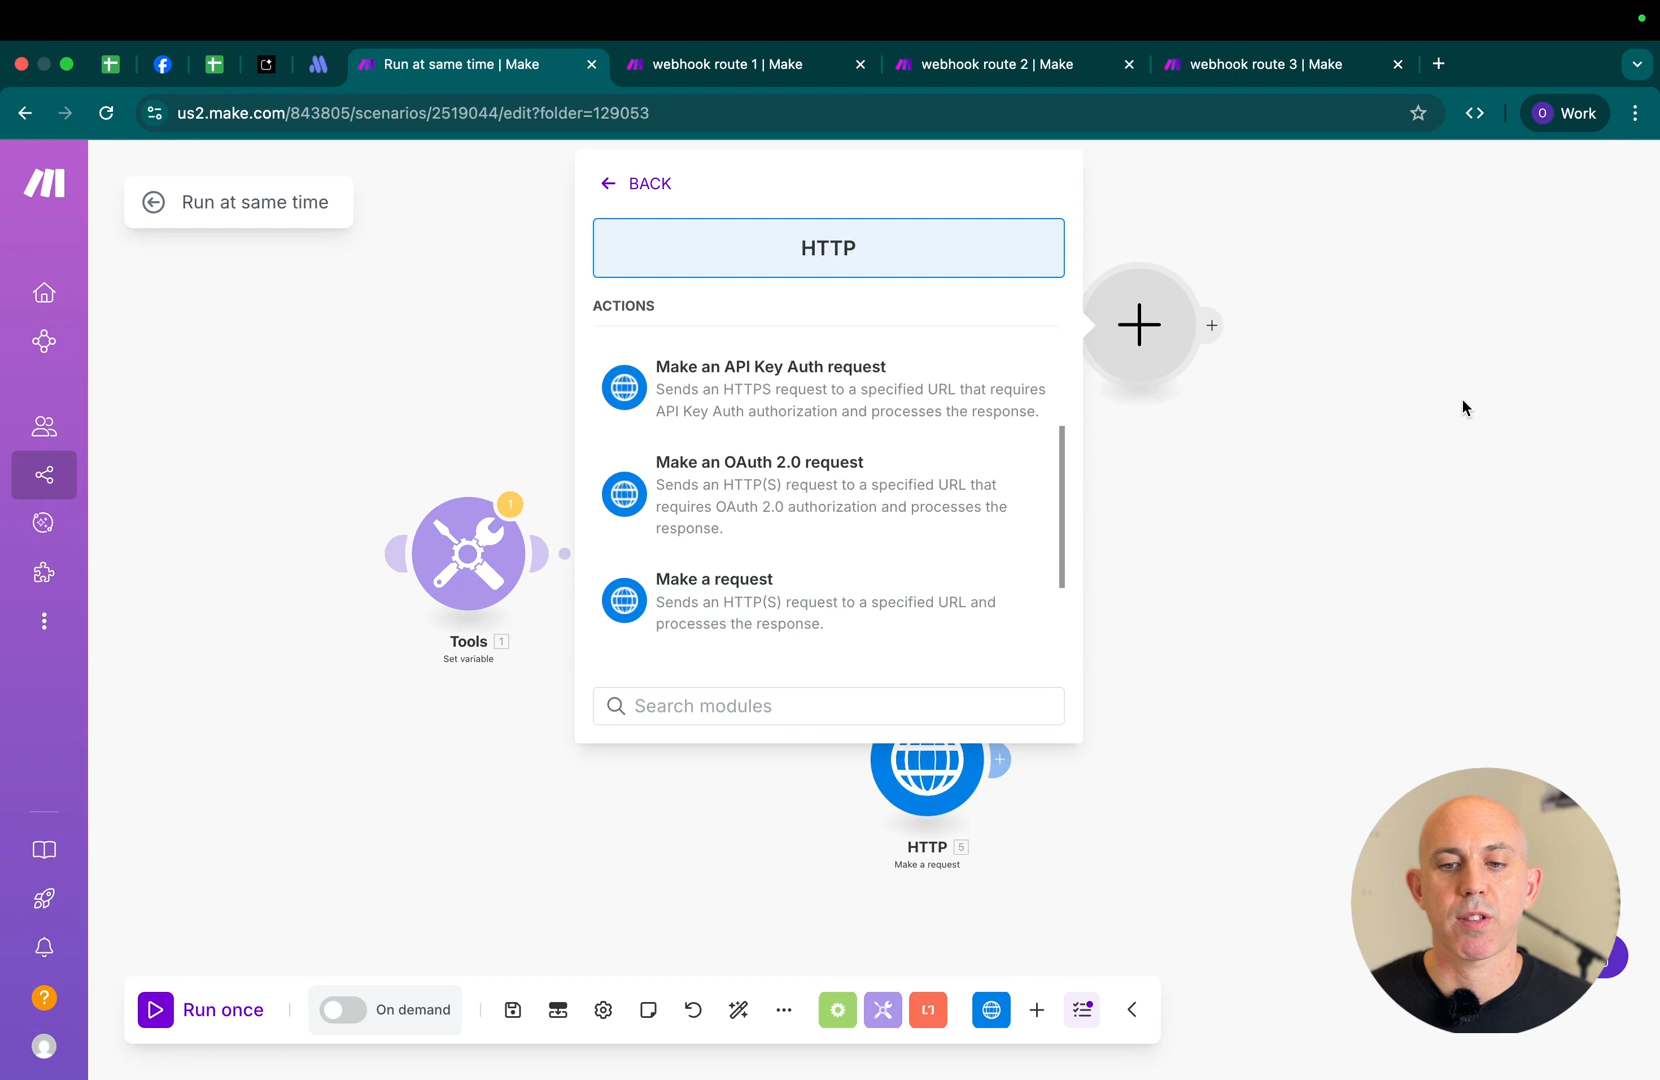 Run at same time | Make
webhook route 1 | Make
webhook route 2 | Make
webhook route 3 | Make
us2.make.com/843805/scenarios/2519044/edit?folder=129053
O Work
Run at same time
BACK
HTTP
ACTIONS
Make an API Key Auth request
Sends an HTTPS request to a specified URL that requires
API Key Auth authorization and processes the response.
Make an OAuth 2.0 request
Sends an HTTP(S) request to a specified URL that
requires OAuth 2.0 authorization and processes the
response.
Make a request
Sends an HTTP(S) request to a specified URL and
processes the response.
Search modules
1
Tools 1
Set variable
HTTP 5
Make a request
?
Run once
On demand